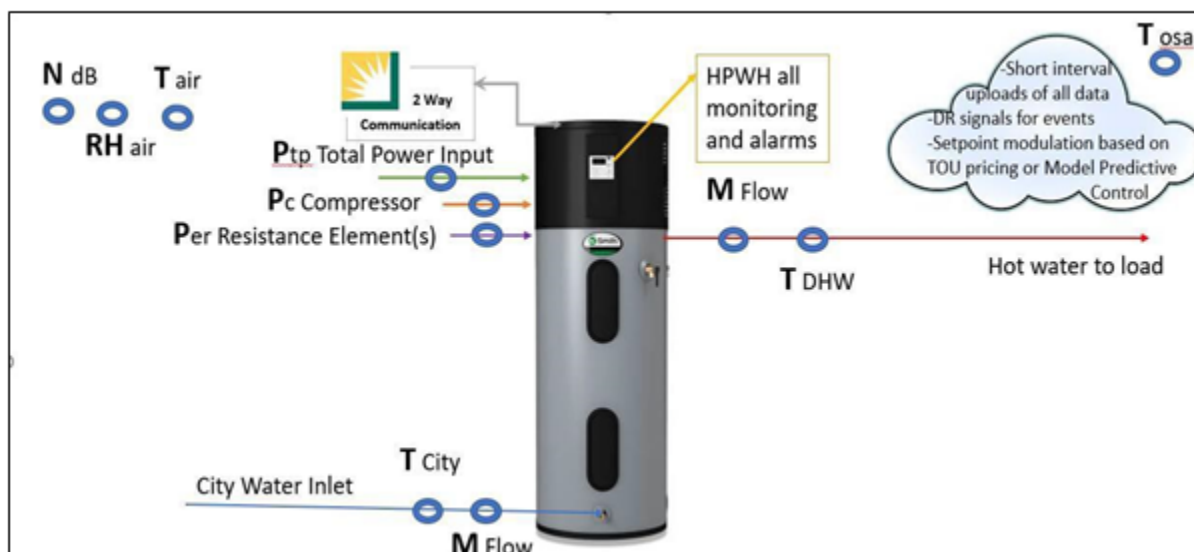 N dB
T air
RH air
2 Way
Communication
HPWH all
monitoring
and alarms
T osa
-Short interval
uploads of all data
-DR signals for events
-Setpoint modulation based on
TOU pricing or Model Predictive
Control
Ptp Total Power Input
Pc Compressor
Per Resistance Element(s)
M Flow
T DHW
Hot water to load
T City
City Water Inlet
M Flow